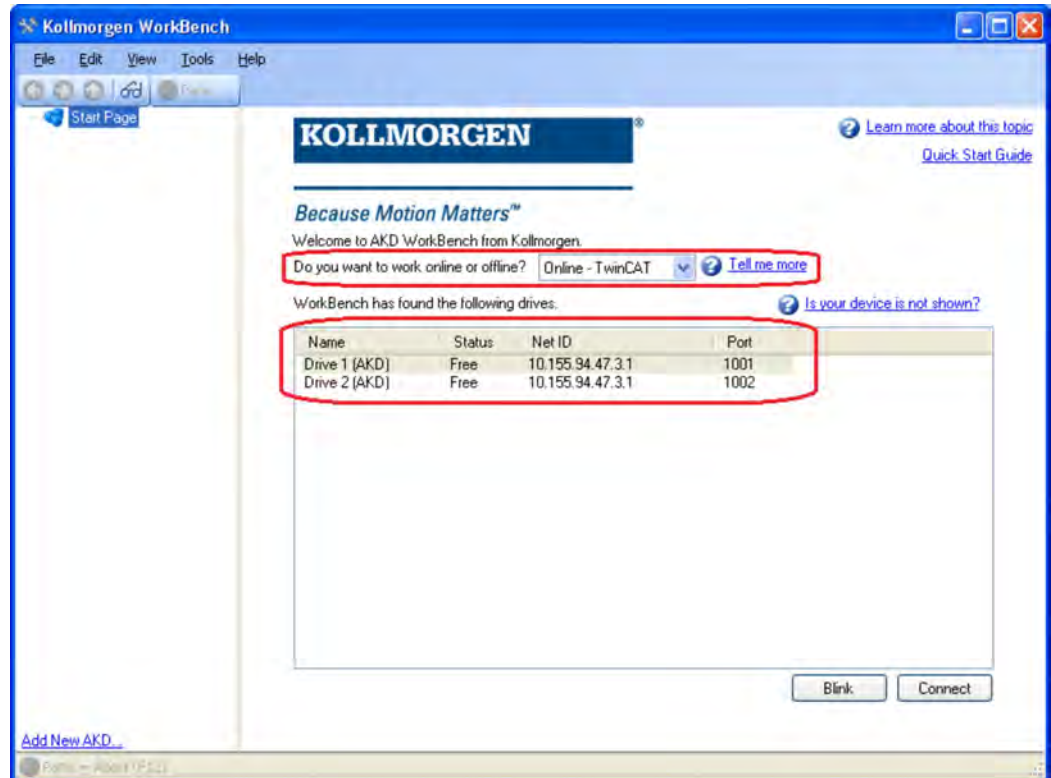 Kollmorgen WorkBench
File Edit View Tools Help
Start Page
KOLLMORGEN®
Learn more about this topic
Quick Start Guide
Because Motion Matters™
Welcome to AKD WorkBench from Kollmorgen.
Do you want to work online or offline? Online - TwinCAT Tell me more
WorkBench has found the following drives. Is your device is not shown?
Name Status Net ID Port
Drive 1 (AKD) Free 10.155.94.47.3.1 1001
Drive 2 (AKD) Free 10.155.94.47.3.1 1002
Blink Connect
Add New AKD...